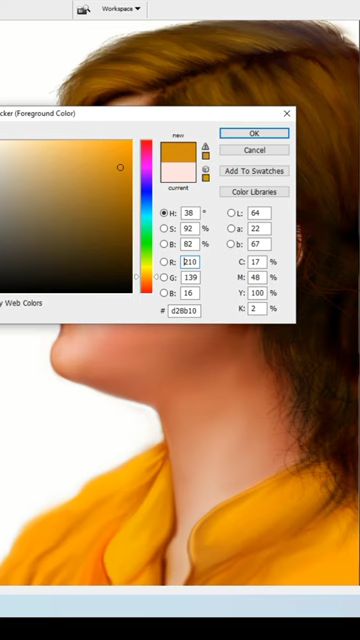 Workspace
cker (Foreground Color)
new
OK
Cancel
Add To Swatches
current
Color Libraries
H: 38 ° L: 64
S: 92 % a: 22
B: 82 % b: 67
R: 210 C: 17 %
G: 139 M: 48 %
B: 16 Y: 100 %
# d28b10 K: 2 %
y Web Colors